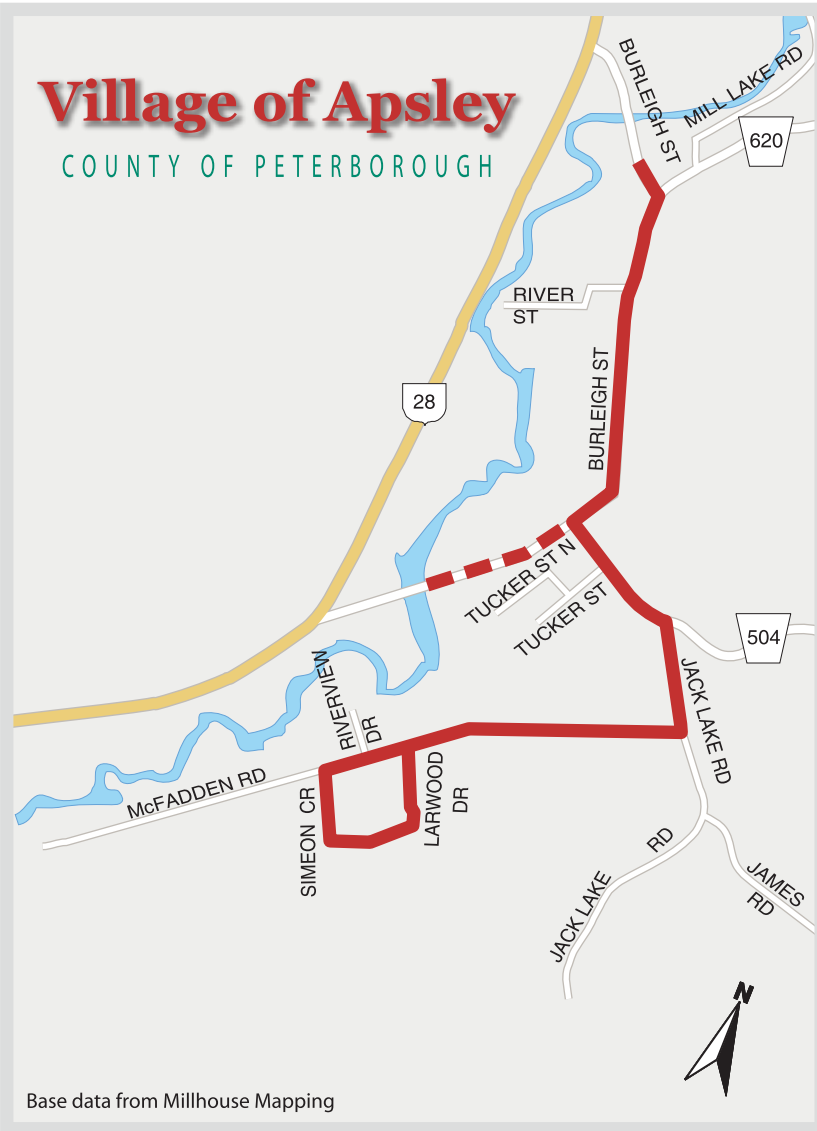 Village of Apsley
COUNTY OF PETERBOROUGH
BURLEIGH ST
MILL LAKE RD
620
RIVER
ST
BURLEIGH ST
28
TUCKER ST N
TUCKER ST
504
RIVERVIEW
DR
JACK LAKE RD
McFADDEN RD
SIMEON CR
LARWOOD
DR
JACK LAKE
RD
JAMES
RD
N
Base data from Millhouse Mapping